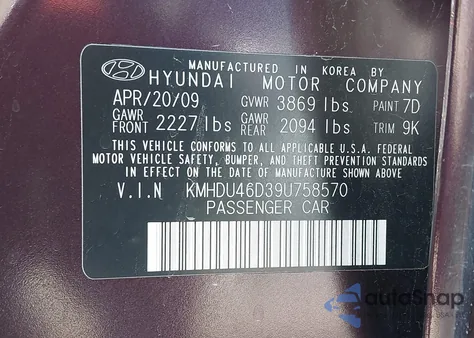 MANUFACTURED IN KOREA BY
HYUNDAI MOTOR COMPANY
APR/20/09 GVWR 3869 lbs PAINT 7D
GAWR FRONT 2227 lbs GAWR REAR 2094 lbs TRIM 9K
THIS VEHICLE CONFORMS TO ALL APPLICABLE FEDERAL
MOTOR VEHICLE SAFETY, BUMPER, AND THEFT PREVENTION STANDARDS
IN EFFECT ON THE DATE OF MANUFACTURE SHOWN ABOVE.
V.I.N KMHDU46D39U758570
PASSENGER CAR
autoSnap